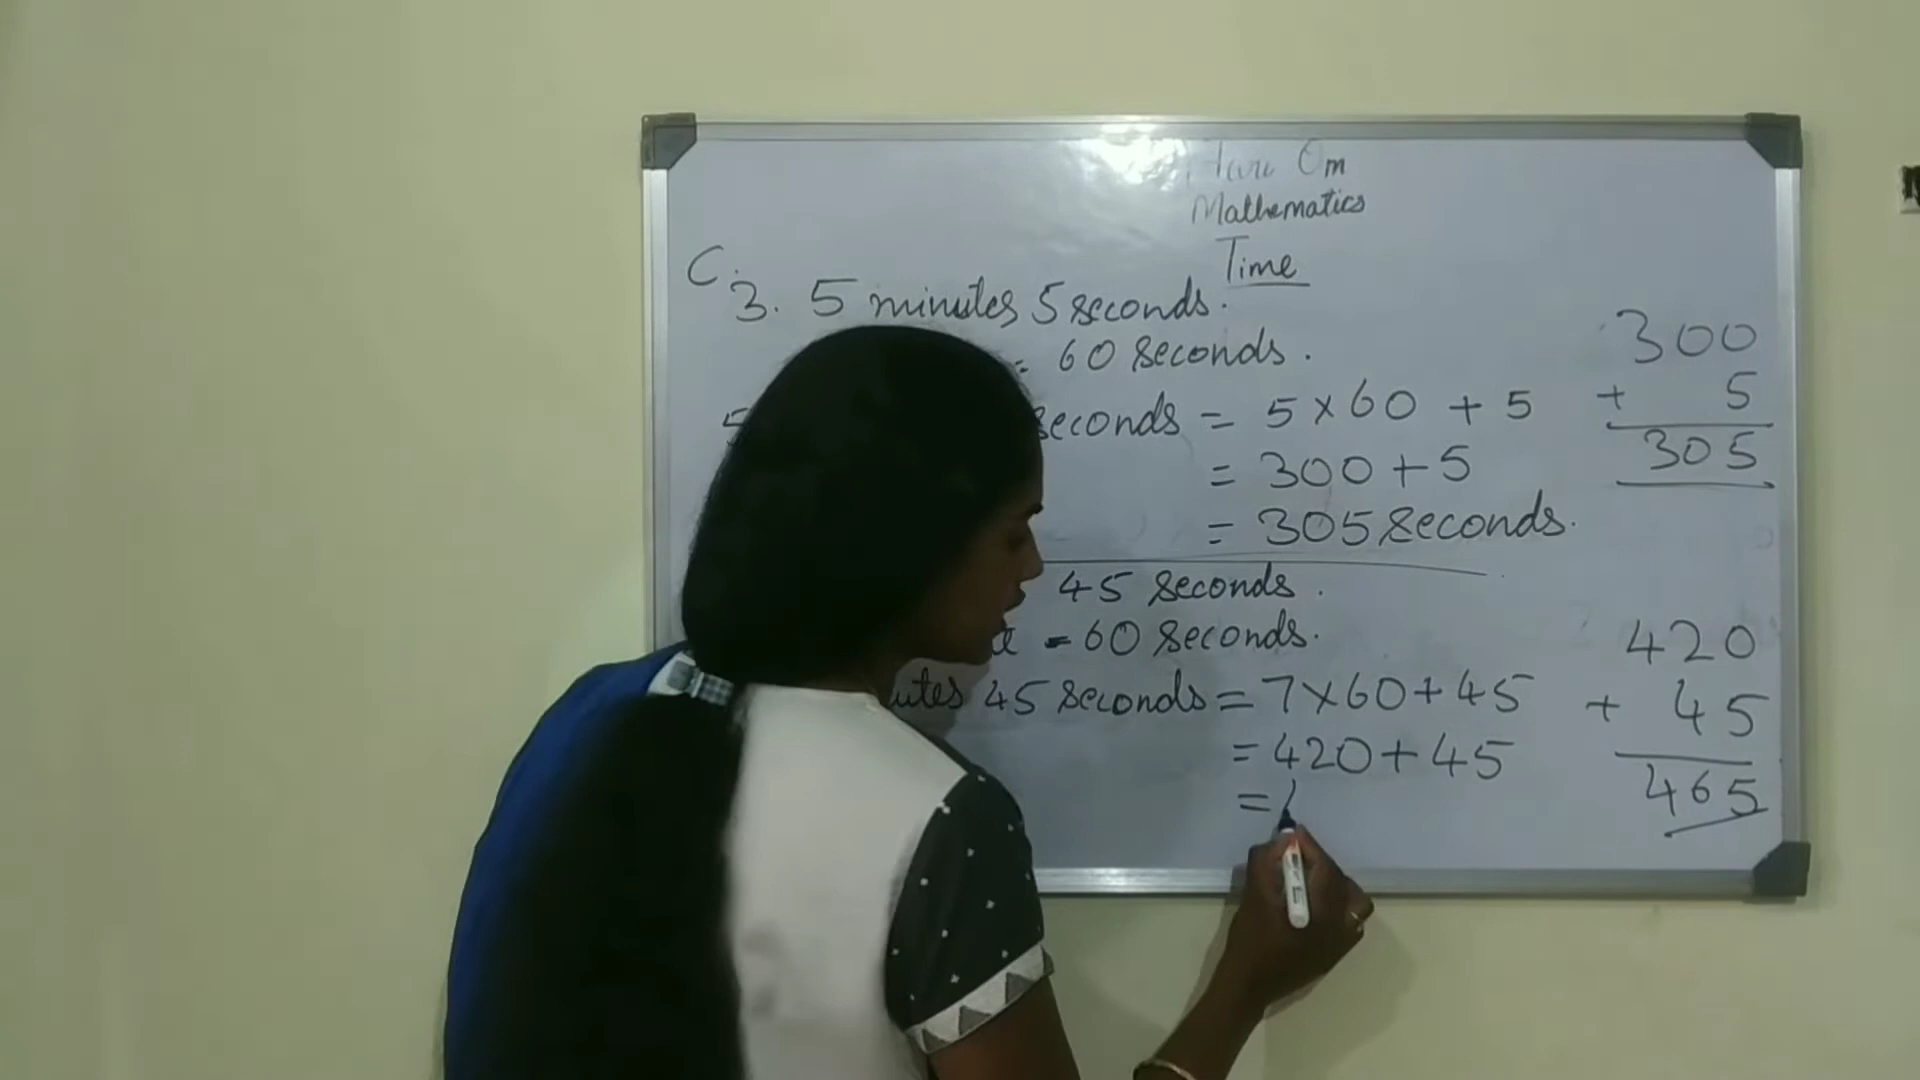 Hari Om
Mathematics
Time
C.
3. 5 minutes 5 seconds.
= 60 seconds.
5 seconds = 5 × 60 + 5
= 300 + 5
= 305 seconds.
300
+ 5
305
45 seconds.
- 60 seconds.
45 seconds = 7 × 60 + 45
= 420 + 45
=
420
+ 45
465